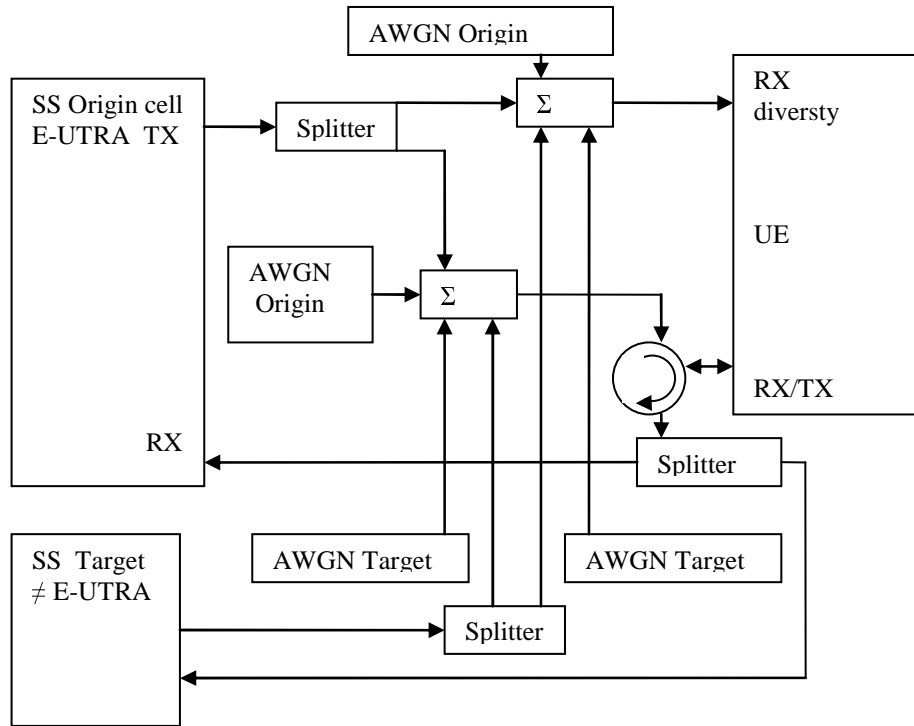 AWGN Origin
SS Origin cell
E-UTRA TX
RX
Splitter
Σ
RX
diversty
UE
RX/TX
AWGN
Origin
Σ
Splitter
AWGN Target
AWGN Target
SS Target
≠ E-UTRA
Splitter